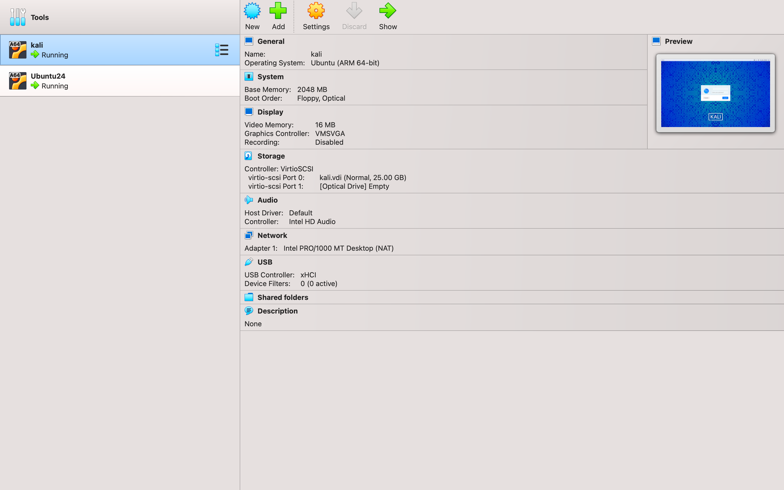 Tools
kali
Running
Ubuntu24
Running
New Add Settings Discard Show
General
Name: kali
Operating System: Ubuntu (ARM 64-bit)
System
Base Memory: 2048 MB
Boot Order: Floppy, Optical
Display
Video Memory: 16 MB
Graphics Controller: VMSVGA
Recording: Disabled
Storage
Controller: VirtioSCSI
virtio-scsi Port 0: kali.vdi (Normal, 25.00 GB)
virtio-scsi Port 1: [Optical Drive] Empty
Audio
Host Driver: Default
Controller: Intel HD Audio
Network
Adapter 1: Intel PRO/1000 MT Desktop (NAT)
USB
USB Controller: xHCI
Device Filters: 0 (0 active)
Shared folders
Description
None
Preview
KALI